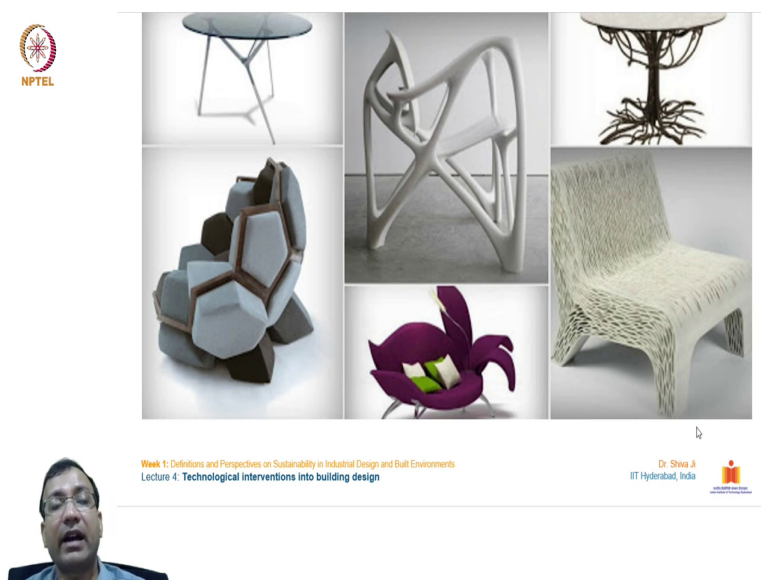 NPTEL
Week 1: Definitions and Perspectives on Sustainability in Industrial Design and Built Environments
Lecture 4: Technological interventions into building design
Dr. Shiva Ji
IIT Hyderabad, India